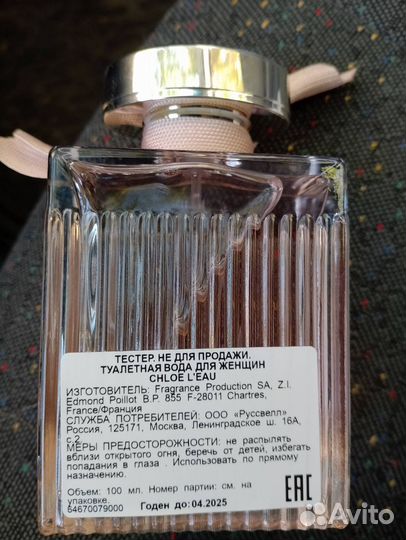 ТЕСТЕР. НЕ ДЛЯ ПРОДАЖИ.
ТУАЛЕТНАЯ ВОДА ДЛЯ ЖЕНЩИН
CHLOE L'EAU
ИЗГОТОВИТЕЛЬ: Fragrance Production SA, Z.I.
Edmond Poillot B.P. 855 F-28011 Chartres,
France/Франция
СЛУЖБА ПОТРЕБИТЕЛЕЙ: ООО «Руссвелл»
Россия, 125171, Москва, Ленинградское ш. 16А,
с.2
МЕРЫ ПРЕДОСТОРОЖНОСТИ: не распылять
вблизи открытого огня, беречь от детей, избегать
попадания в глаза . Использовать по прямому
назначению.
Объем: 100 мл. Номер партии: см. на
упаковке.
64670079000 Годен до:04.2025
EAC
Avito